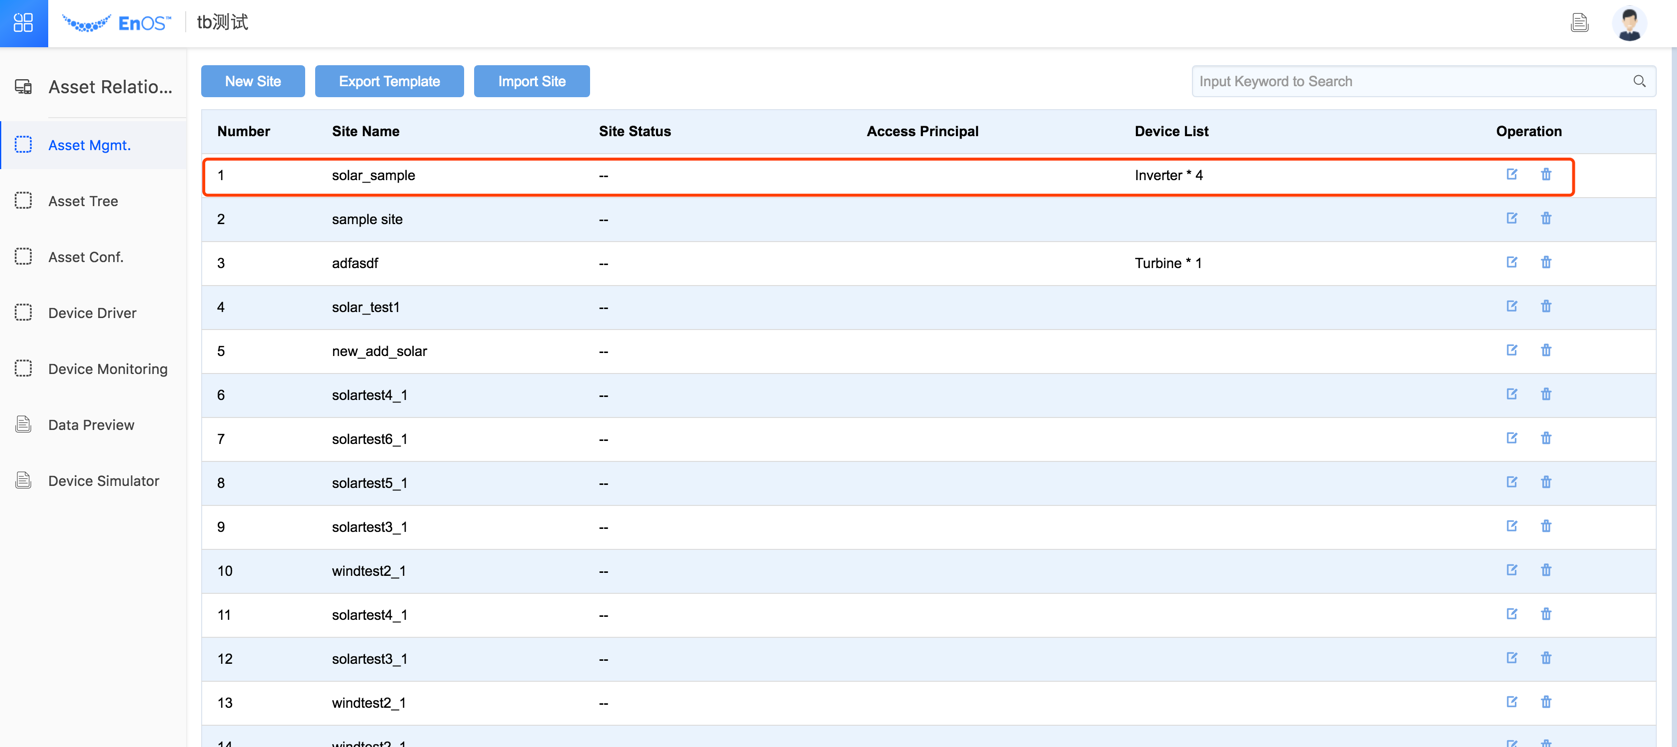 EnOS™ tb测试
Asset Relatio...
Asset Mgmt.
Asset Tree
Asset Conf.
Device Driver
Device Monitoring
Data Preview
Device Simulator
New Site Export Template Import Site Input Keyword to Search
Number Site Name Site Status Access Principal Device List Operation
1 solar_sample -- Inverter * 4
2 sample site --
3 adfasdf -- Turbine * 1
4 solar_test1 --
5 new_add_solar --
6 solartest4_1 --
7 solartest6_1 --
8 solartest5_1 --
9 solartest3_1 --
10 windtest2_1 --
11 solartest4_1 --
12 solartest3_1 --
13 windtest2_1 --
14 windtest2_1